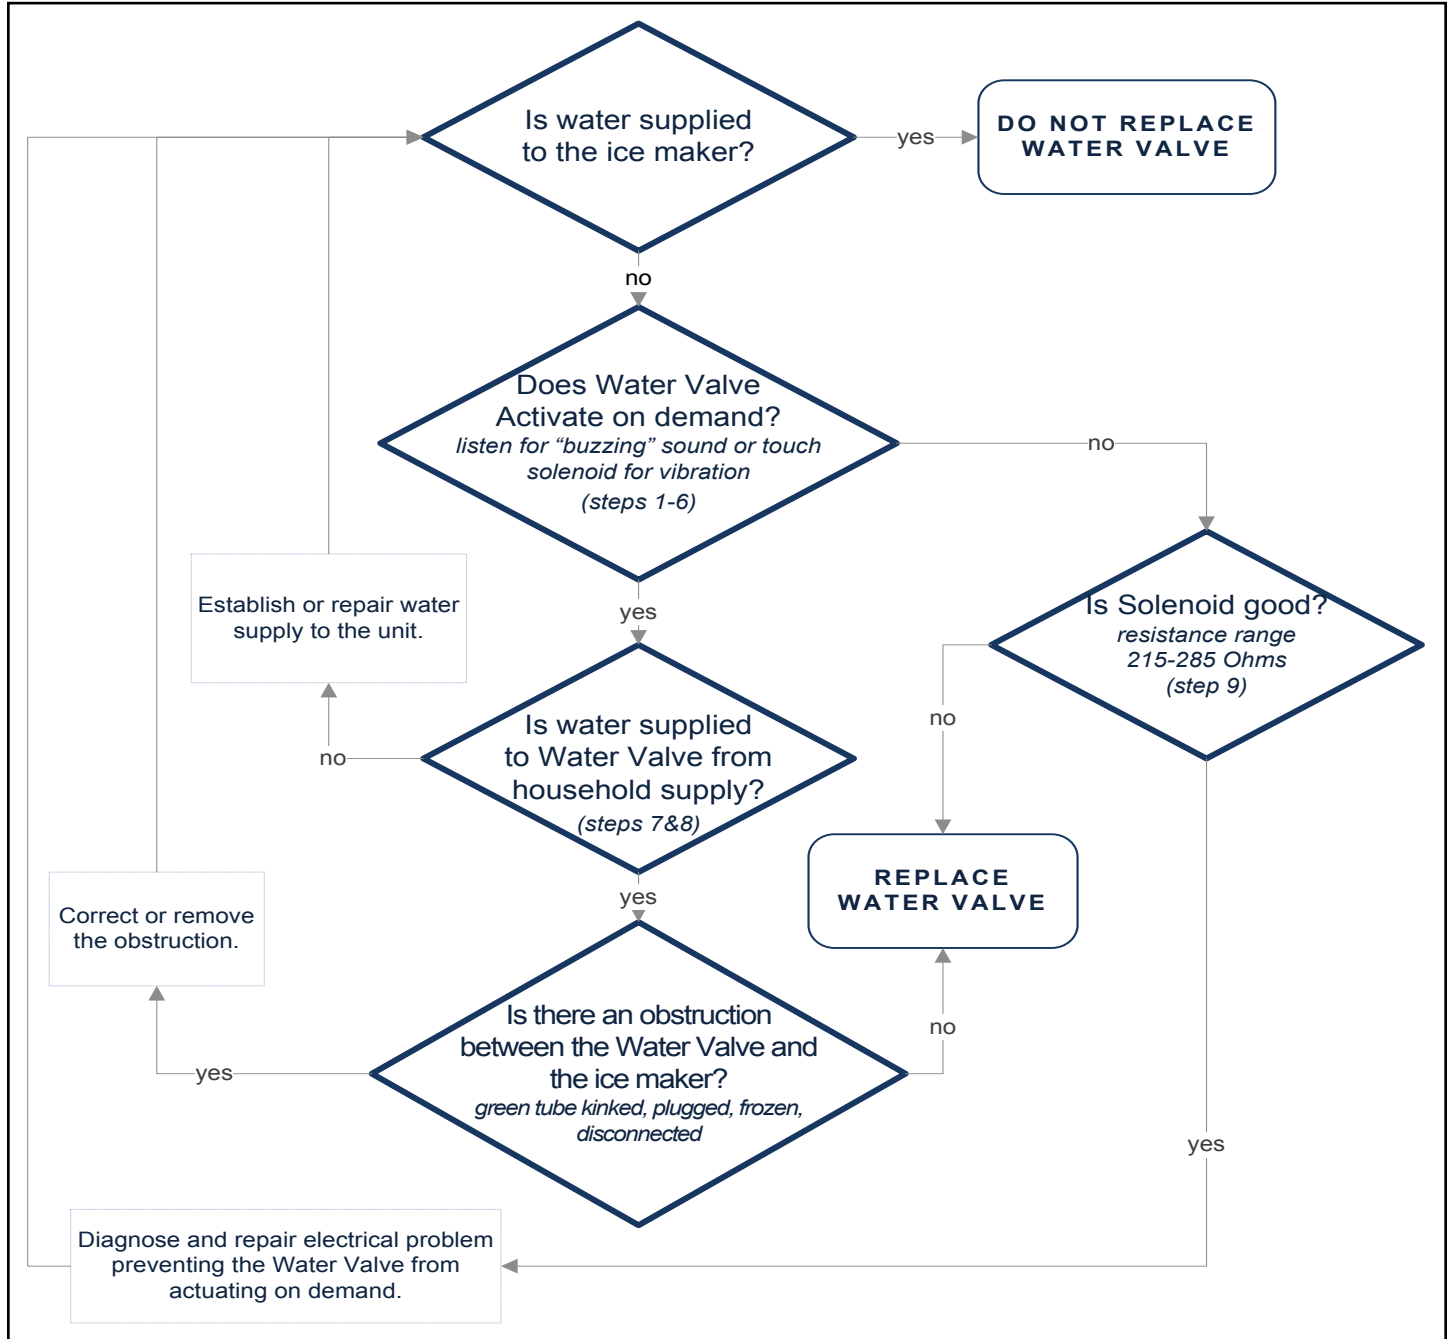 Is water supplied
to the ice maker?
yes
DO NOT REPLACE
WATER VALVE
no
Does Water Valve
Activate on demand?
listen for “buzzing” sound or touch
solenoid for vibration
(steps 1-6)
no
yes
Establish or repair water
supply to the unit.
Is Solenoid good?
resistance range
215-285 Ohms
(step 9)
no
Is water supplied
to Water Valve from
household supply?
(steps 7&8)
no
yes
REPLACE
WATER VALVE
Correct or remove
the obstruction.
Is there an obstruction
between the Water Valve and
the ice maker?
green tube kinked, plugged, frozen,
disconnected
no
yes
yes
Diagnose and repair electrical problem
preventing the Water Valve from
actuating on demand.